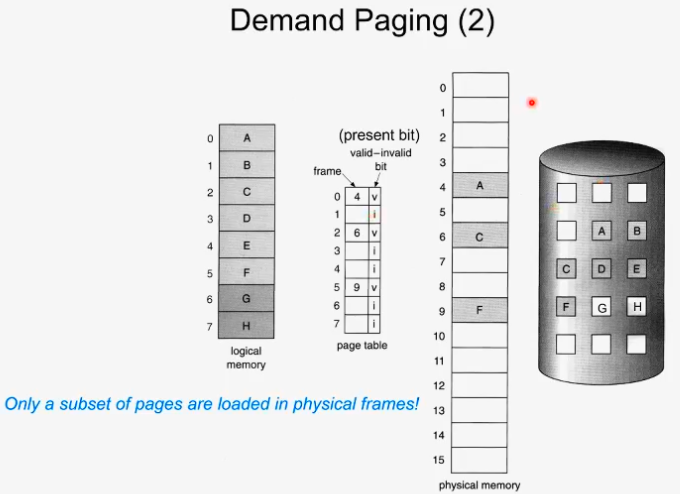 Demand Paging (2)
0 A
1 B
2 C
3 D
4 E
5 F
6 G
7 H
logical
memory
(present bit)
valid–invalid
bit
frame
0 4 v
1 i
2 6 v
3 i
4 i
5 9 v
6 i
7 i
page table
0
1
2
3
4 A
5
6 C
7
8
9 F
10
11
12
13
14
15
physical memory
A B
C D E
F G H
Only a subset of pages are loaded in physical frames!